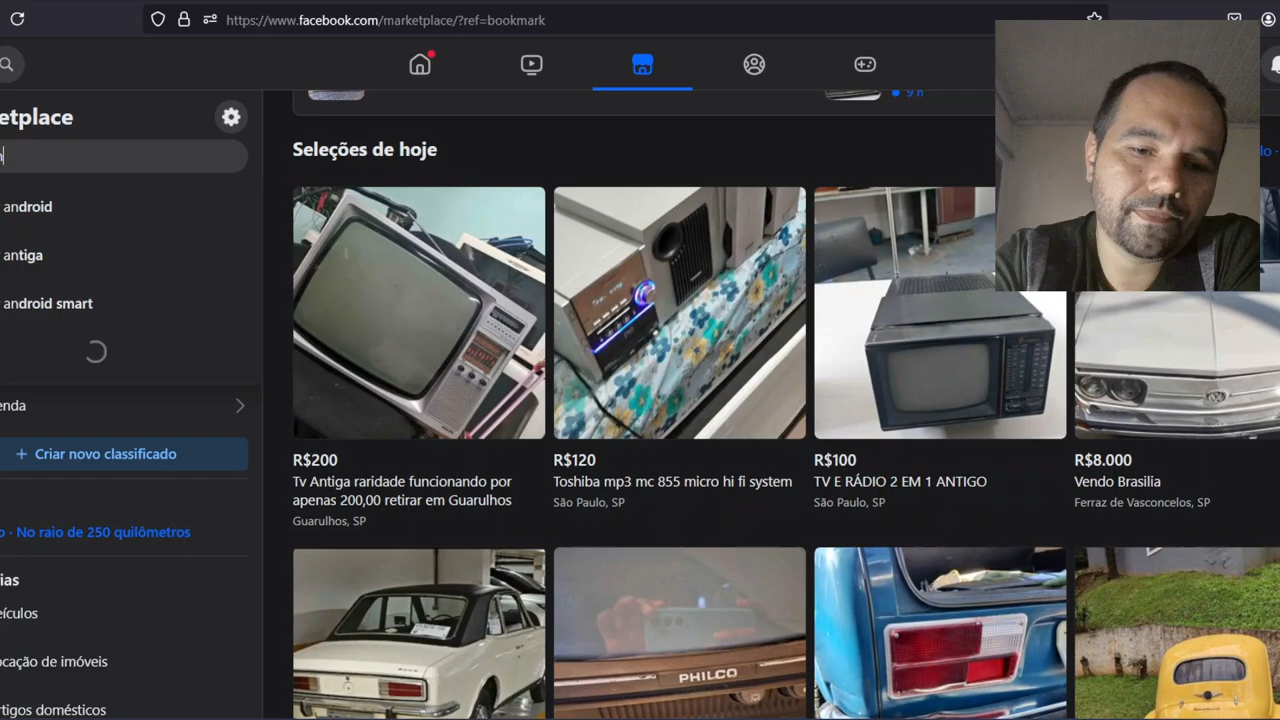 https://www.facebook.com/marketplace/?ref=bookmark
etplace
9 h
Seleções de hoje
android
antiga
android smart
enda
+ Criar novo classificado
No raio de 250 quilômetros
ias
eículos
ocação de imóveis
rtigos domésticos
R$200
Tv Antiga raridade funcionando por
apenas 200,00 retirar em Guarulhos
Guarulhos, SP
R$120
Toshiba mp3 mc 855 micro hi fi system
São Paulo, SP
R$100
TV E RÁDIO 2 EM 1 ANTIGO
São Paulo, SP
R$8.000
Vendo Brasilia
Ferraz de Vasconcelos, SP
PHILCO